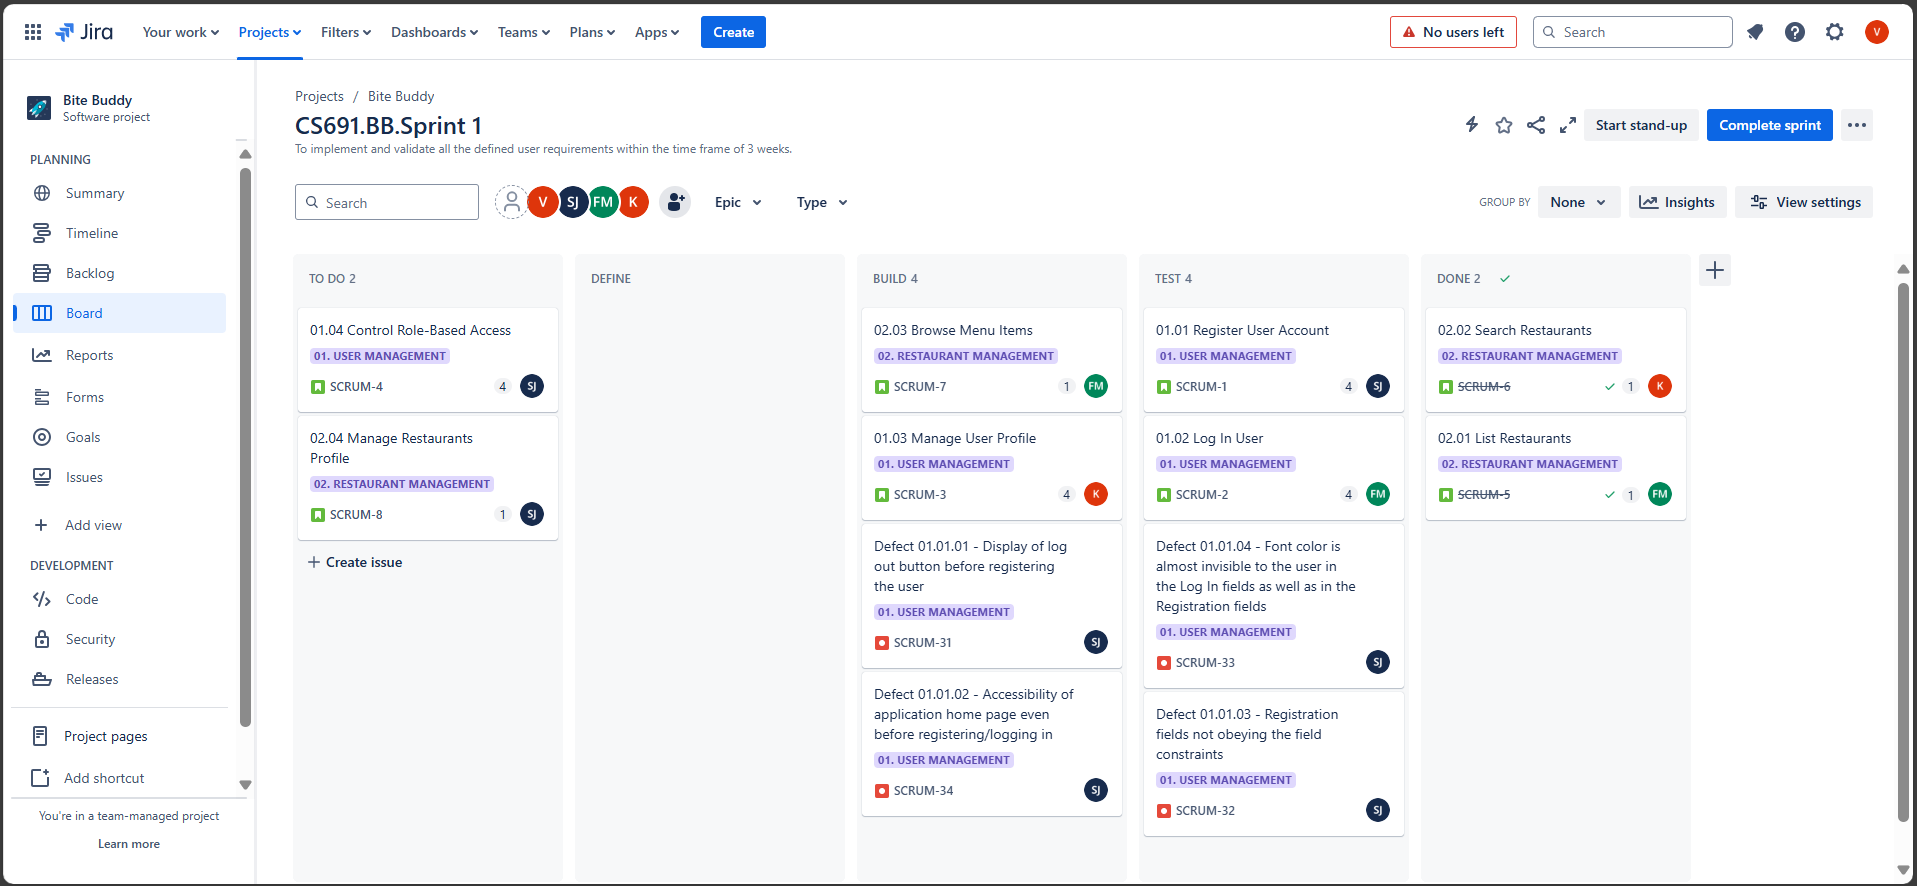 Jira
Your work
Projects
Filters
Dashboards
Teams
Plans
Apps
Create
No users left
Search
V
Bite Buddy
Software project
PLANNING
Summary
Timeline
Backlog
Board
Reports
Forms
Goals
Issues
Add view
DEVELOPMENT
Code
Security
Releases
Project pages
Add shortcut
You're in a team-managed project
Learn more
Projects / Bite Buddy
CS691.BB.Sprint 1
To implement and validate all the defined user requirements within the time frame of 3 weeks.
Start stand-up
Complete sprint
Search
V
SJ
FM
K
Epic
Type
GROUP BY
None
Insights
View settings
TO DO 2
01.04 Control Role-Based Access
01. USER MANAGEMENT
SCRUM-4 4 SJ
02.04 Manage Restaurants
Profile
02. RESTAURANT MANAGEMENT
SCRUM-8 1 SJ
Create issue
DEFINE
BUILD 4
02.03 Browse Menu Items
02. RESTAURANT MANAGEMENT
SCRUM-7 1 FM
01.03 Manage User Profile
01. USER MANAGEMENT
SCRUM-3 4 K
Defect 01.01.01 - Display of log
out button before registering
the user
01. USER MANAGEMENT
SCRUM-31 SJ
Defect 01.01.02 - Accessibility of
application home page even
before registering/logging in
01. USER MANAGEMENT
SCRUM-34 SJ
TEST 4
01.01 Register User Account
01. USER MANAGEMENT
SCRUM-1 4 SJ
01.02 Log In User
01. USER MANAGEMENT
SCRUM-2 4 FM
Defect 01.01.04 - Font color is
almost invisible to the user in
the Log In fields as well as in the
Registration fields
01. USER MANAGEMENT
SCRUM-33 SJ
Defect 01.01.03 - Registration
fields not obeying the field
constraints
01. USER MANAGEMENT
SCRUM-32 SJ
DONE 2
02.02 Search Restaurants
02. RESTAURANT MANAGEMENT
SCRUM-6 1 K
02.01 List Restaurants
02. RESTAURANT MANAGEMENT
SCRUM-5 1 FM